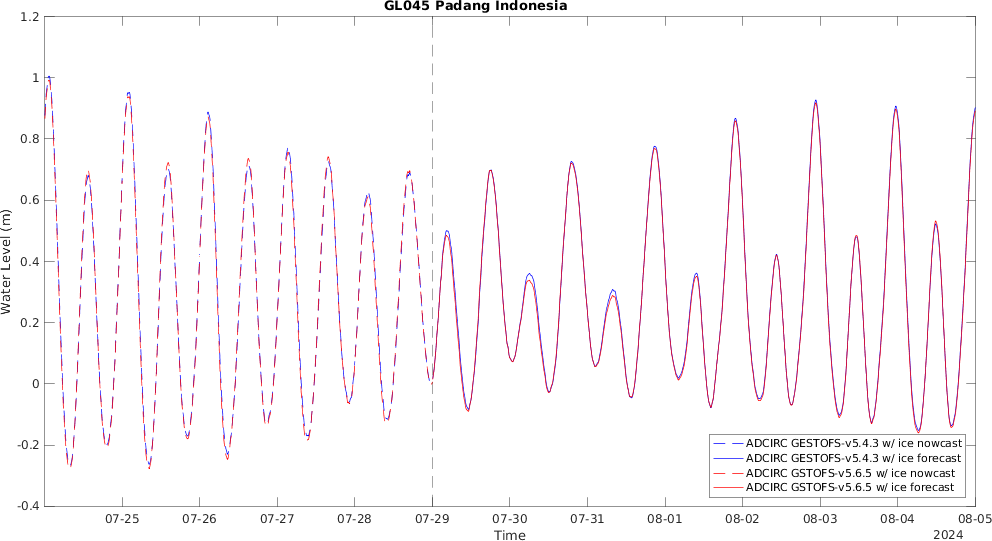 GL045 Padang Indonesia
1.2
1
0.8
0.6
0.4
0.2
0
-0.2
-0.4
Water Level (m)
ADCIRC GESTOFS-v5.4.3 w/ ice nowcast
ADCIRC GESTOFS-v5.4.3 w/ ice forecast
ADCIRC GSTOFS-v5.6.5 w/ ice nowcast
ADCIRC GSTOFS-v5.6.5 w/ ice forecast
07-25 07-26 07-27 07-28 07-29 07-30 07-31 08-01 08-02 08-03 08-04 08-05
Time
2024